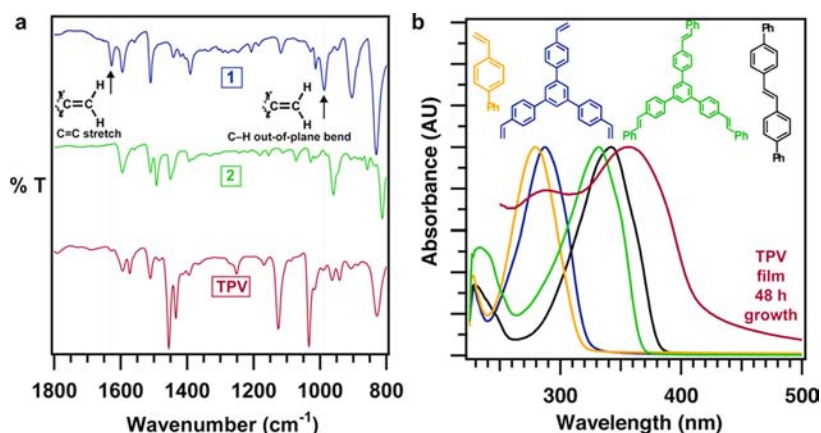 a
1
H
C=C
H
C=C stretch
H
C=C
H
C–H out-of-plane bend
% T
2
TPV
1800 1600 1400 1200 1000 800
Wavenumber (cm⁻¹)
b
Ph
Ph
Ph
Ph
Ph
Ph
Absorbance (AU)
TPV
film
48 h
growth
300 400 500
Wavelength (nm)